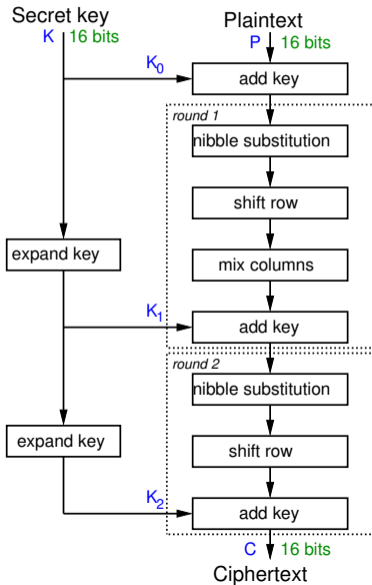 Secret key
Plaintext
K 16 bits
P 16 bits
K0
add key
round 1
nibble substitution
shift row
expand key
mix columns
K1
add key
round 2
nibble substitution
expand key
shift row
K2
add key
C 16 bits
Ciphertext